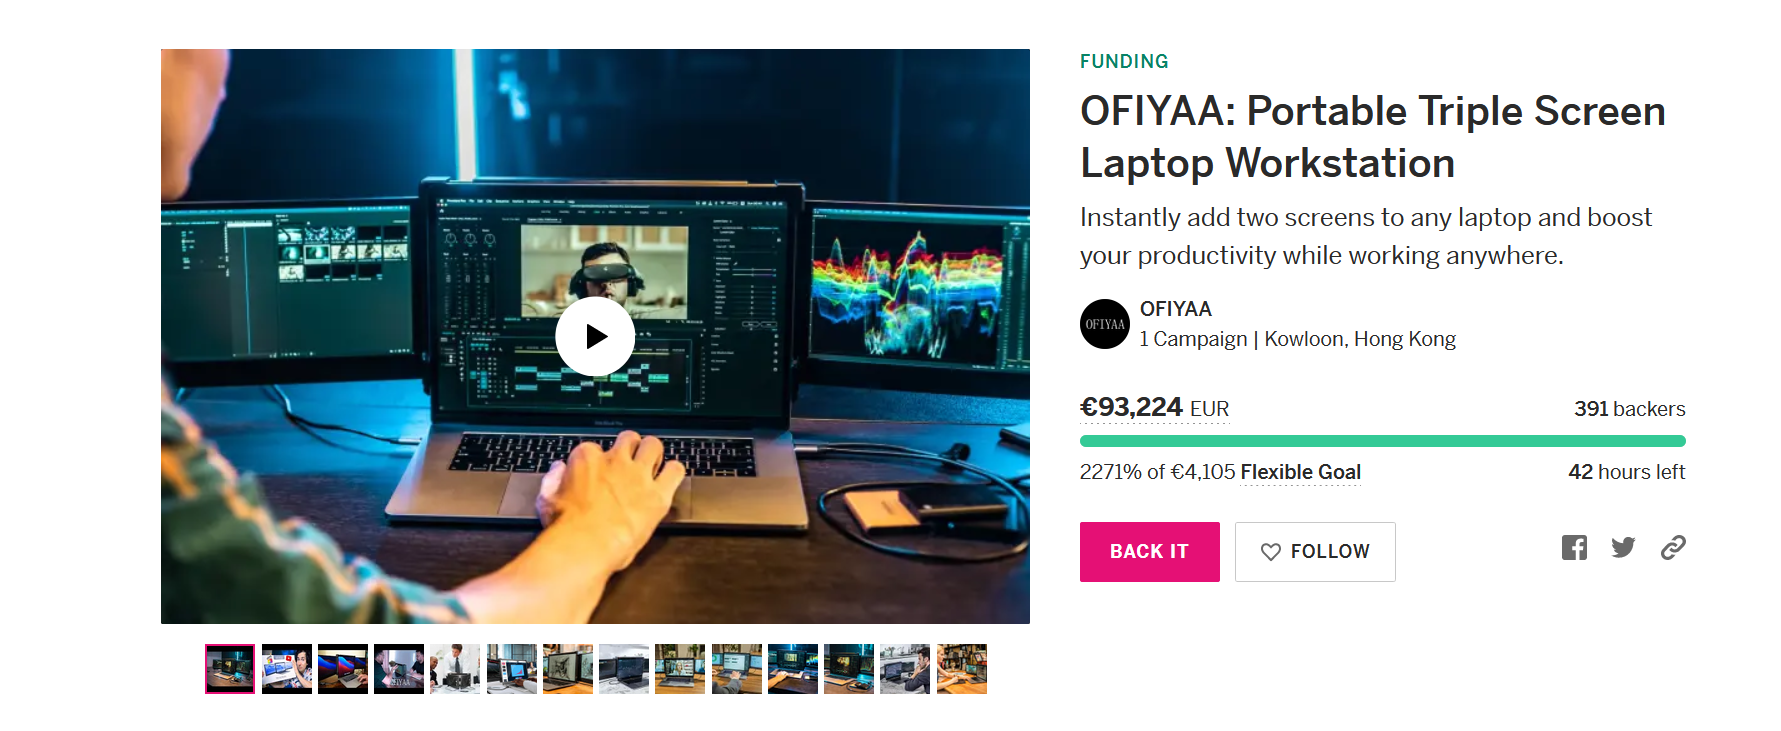 FUNDING
OFIYAA: Portable Triple Screen
Laptop Workstation
Instantly add two screens to any laptop and boost
your productivity while working anywhere.
OFIYAA
OFIYAA
1 Campaign | Kowloon, Hong Kong
€93,224 EUR
391 backers
2271% of €4,105 Flexible Goal
42 hours left
BACK IT
FOLLOW
OFIYAA